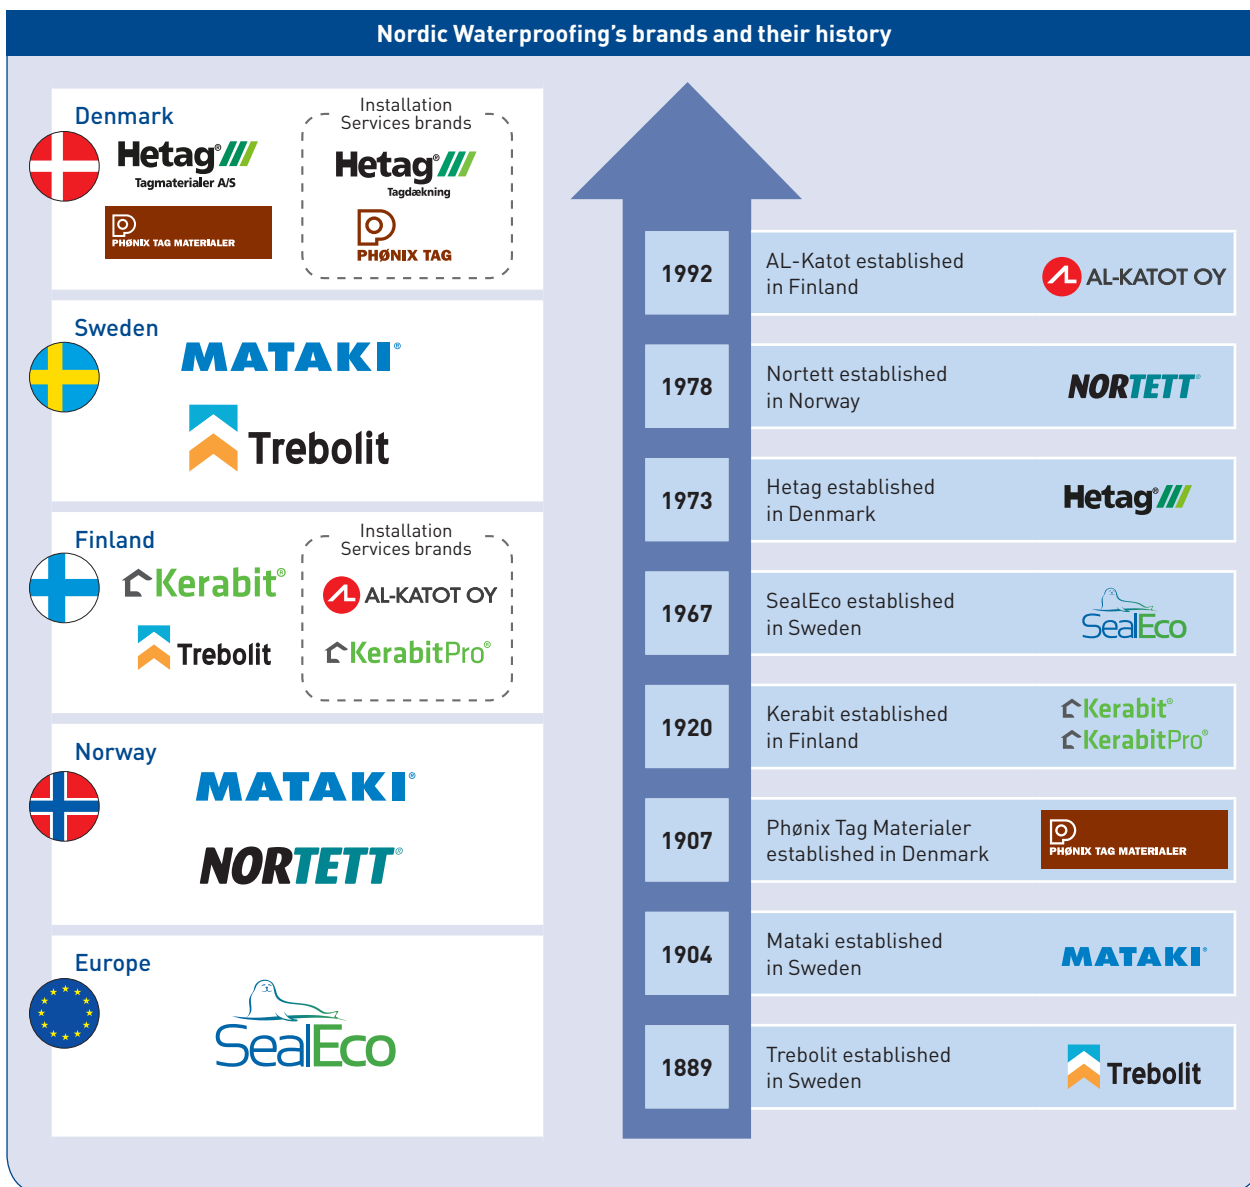 Nordic Waterproofing's brands and their history
Denmark
Hetag®
Tagmaterialer A/S
PHØNIX TAG MATERIALER
Installation
Services brands
Hetag®
Tagdækning
PHØNIX TAG
Sweden
MATAKI®
Trebolit
Finland
Kerabit®
Trebolit
Installation
Services brands
AL-KATOT OY
KerabitPro®
Norway
MATAKI®
NORTETT®
Europe
SealEco
1992
AL-Katot established
in Finland
AL-KATOT OY
1978
Nortett established
in Norway
NORTETT®
1973
Hetag established
in Denmark
Hetag®
1967
SealEco established
in Sweden
SealEco
1920
Kerabit established
in Finland
Kerabit®
KerabitPro®
1907
Phønix Tag Materialer
established in Denmark
PHØNIX TAG MATERIALER
1904
Mataki established
in Sweden
MATAKI®
1889
Trebolit established
in Sweden
Trebolit